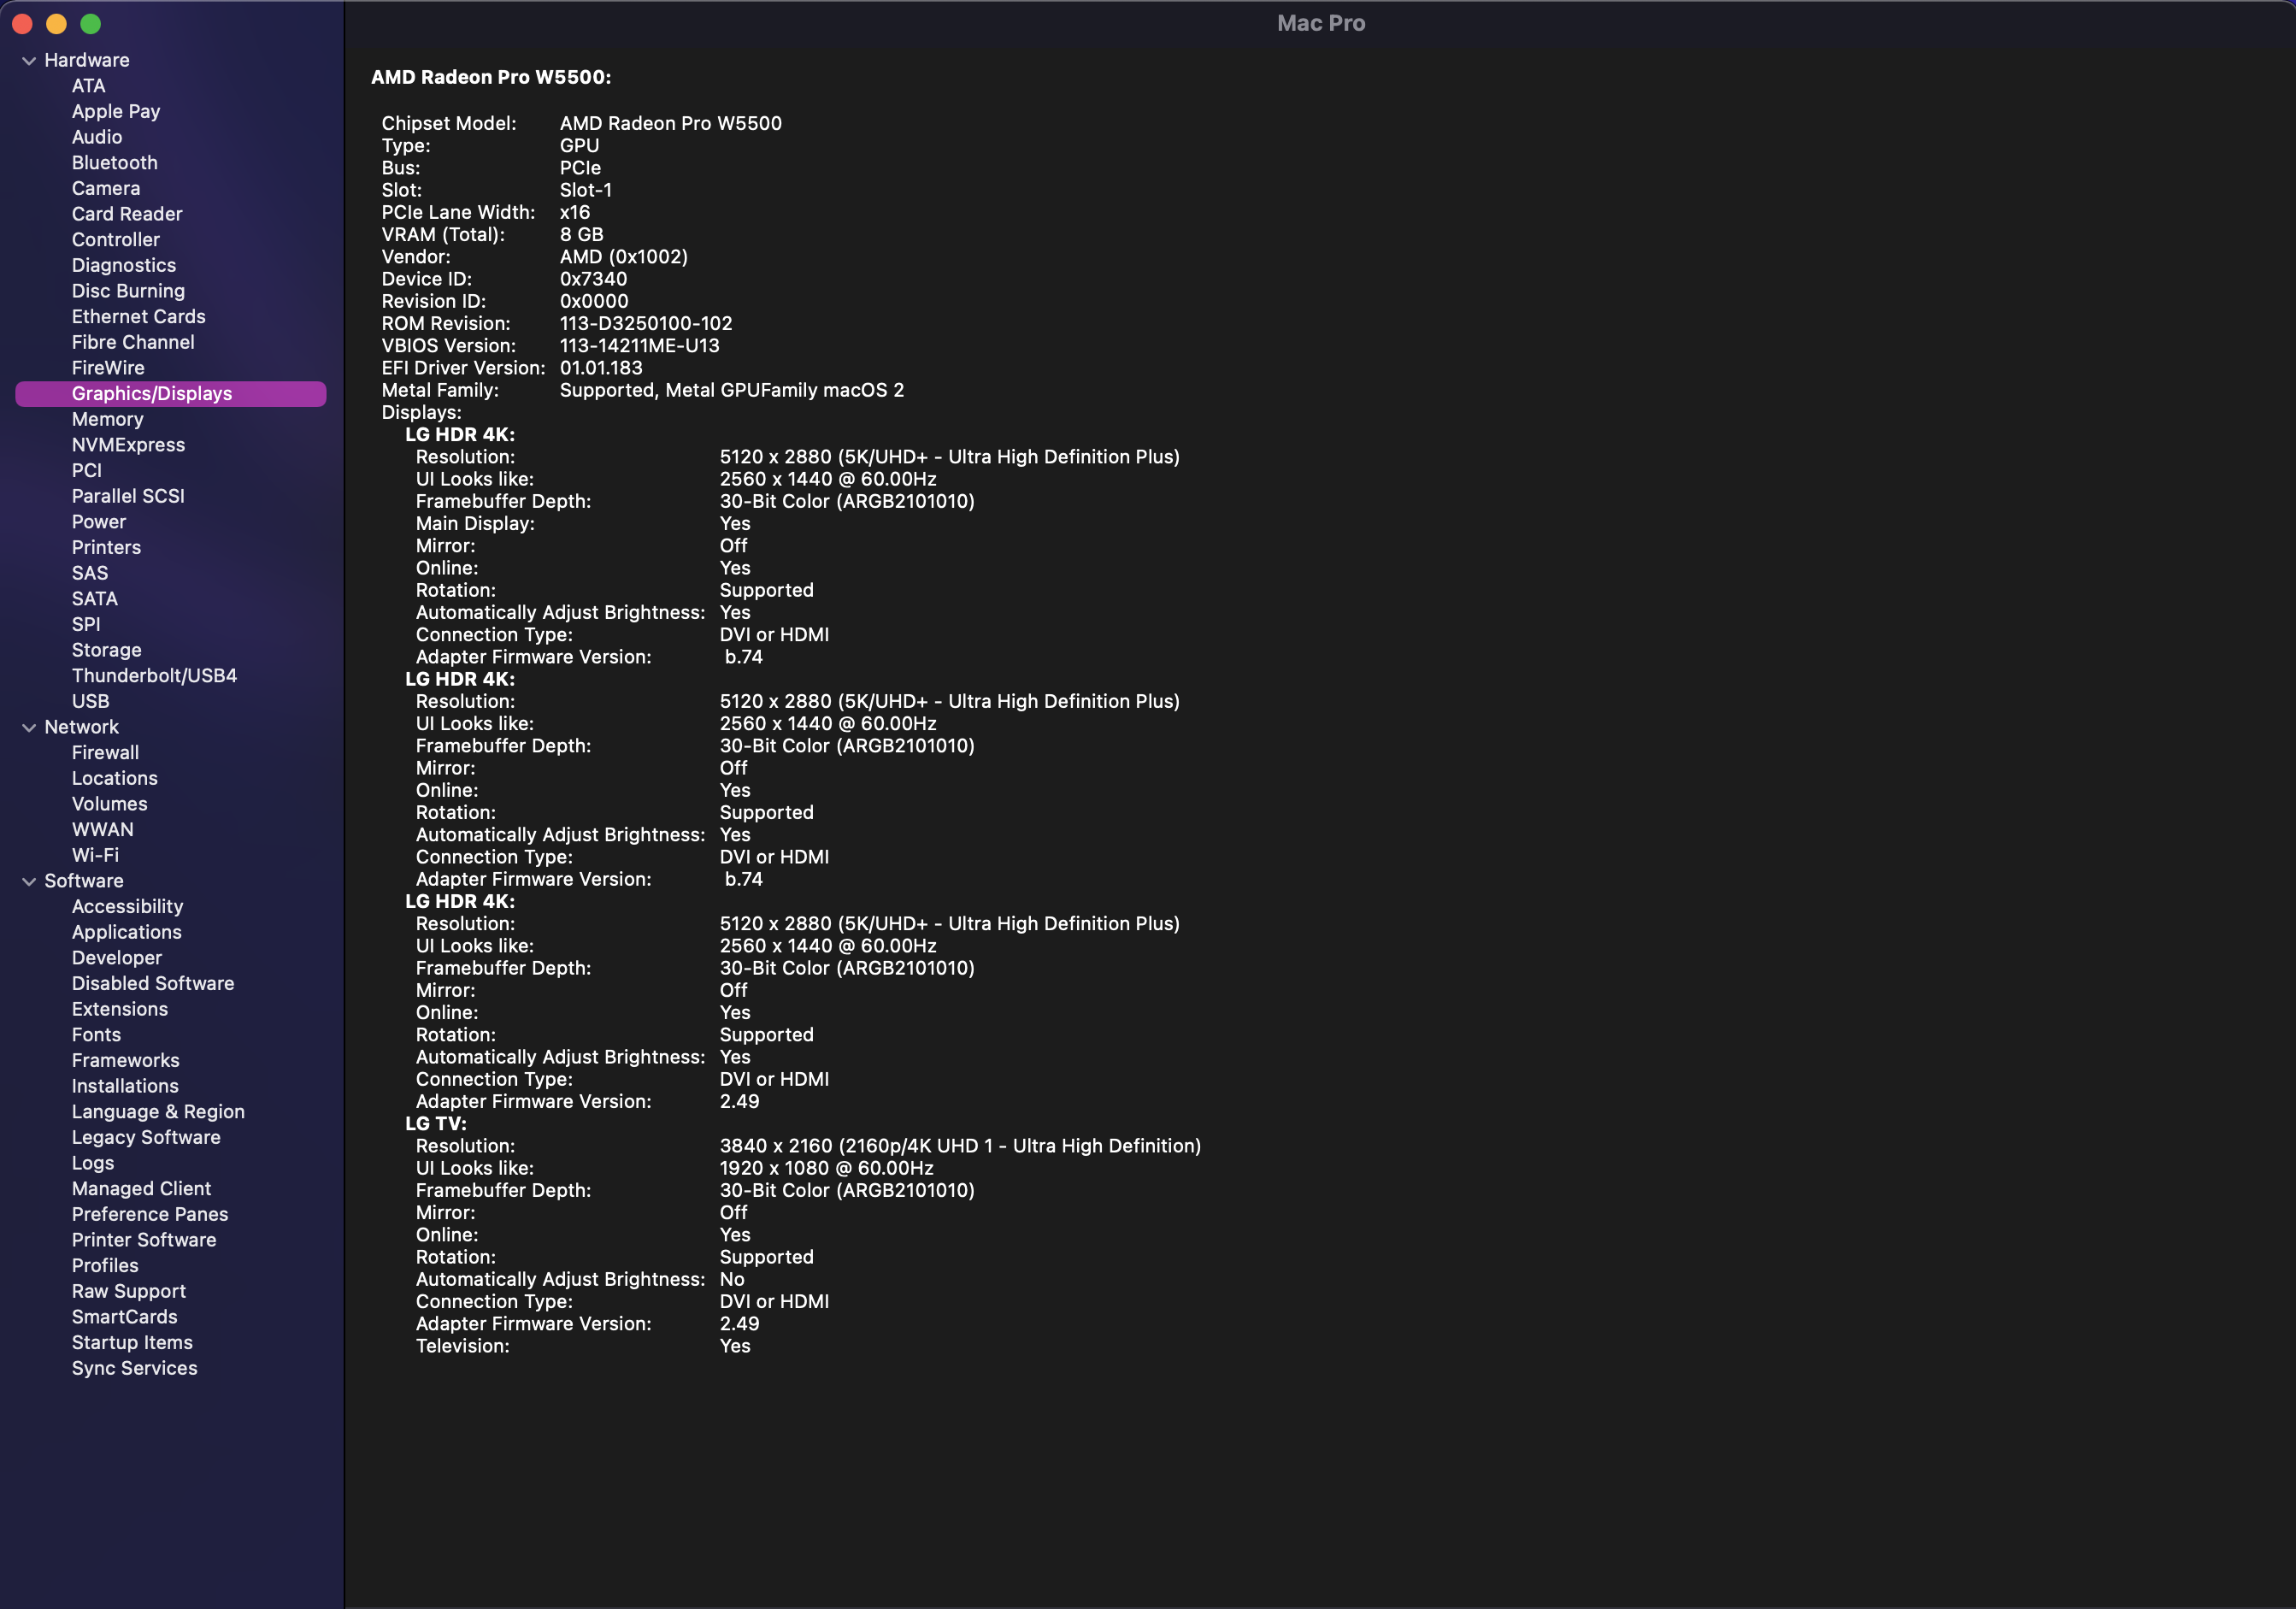 Mac Pro
Hardware
ATA
Apple Pay
Audio
Bluetooth
Camera
Card Reader
Controller
Diagnostics
Disc Burning
Ethernet Cards
Fibre Channel
FireWire
Graphics/Displays
Memory
NVMExpress
PCI
Parallel SCSI
Power
Printers
SAS
SATA
SPI
Storage
Thunderbolt/USB4
USB
Network
Firewall
Locations
Volumes
WWAN
Wi-Fi
Software
Accessibility
Applications
Developer
Disabled Software
Extensions
Fonts
Frameworks
Installations
Language & Region
Legacy Software
Logs
Managed Client
Preference Panes
Printer Software
Profiles
Raw Support
SmartCards
Startup Items
Sync Services
AMD Radeon Pro W5500:
Chipset Model: AMD Radeon Pro W5500
Type: GPU
Bus: PCIe
Slot: Slot-1
PCIe Lane Width: x16
VRAM (Total): 8 GB
Vendor: AMD (0x1002)
Device ID: 0x7340
Revision ID: 0x0000
ROM Revision: 113-D3250100-102
VBIOS Version: 113-14211ME-U13
EFI Driver Version: 01.01.183
Metal Family: Supported, Metal GPUFamily macOS 2
Displays:
LG HDR 4K:
Resolution: 5120 x 2880 (5K/UHD+ - Ultra High Definition Plus)
UI Looks like: 2560 x 1440 @ 60.00Hz
Framebuffer Depth: 30-Bit Color (ARGB2101010)
Main Display: Yes
Mirror: Off
Online: Yes
Rotation: Supported
Automatically Adjust Brightness: Yes
Connection Type: DVI or HDMI
Adapter Firmware Version: b.74
LG HDR 4K:
Resolution: 5120 x 2880 (5K/UHD+ - Ultra High Definition Plus)
UI Looks like: 2560 x 1440 @ 60.00Hz
Framebuffer Depth: 30-Bit Color (ARGB2101010)
Mirror: Off
Online: Yes
Rotation: Supported
Automatically Adjust Brightness: Yes
Connection Type: DVI or HDMI
Adapter Firmware Version: b.74
LG HDR 4K:
Resolution: 5120 x 2880 (5K/UHD+ - Ultra High Definition Plus)
UI Looks like: 2560 x 1440 @ 60.00Hz
Framebuffer Depth: 30-Bit Color (ARGB2101010)
Mirror: Off
Online: Yes
Rotation: Supported
Automatically Adjust Brightness: Yes
Connection Type: DVI or HDMI
Adapter Firmware Version: 2.49
LG TV:
Resolution: 3840 x 2160 (2160p/4K UHD 1 - Ultra High Definition)
UI Looks like: 1920 x 1080 @ 60.00Hz
Framebuffer Depth: 30-Bit Color (ARGB2101010)
Mirror: Off
Online: Yes
Rotation: Supported
Automatically Adjust Brightness: No
Connection Type: DVI or HDMI
Adapter Firmware Version: 2.49
Television: Yes